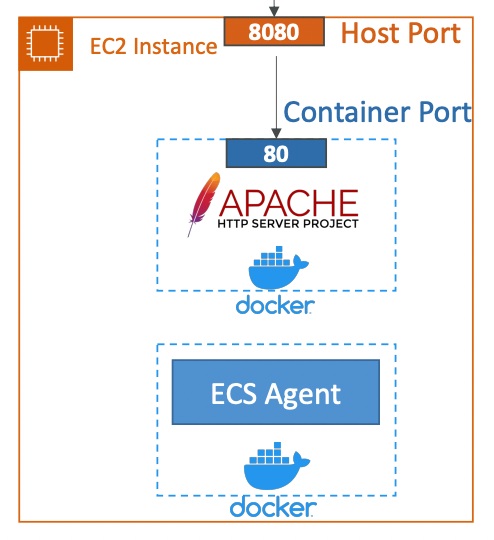 8080
Host Port
EC2 Instance
Container Port
80
APACHE
HTTP SERVER PROJECT
docker
ECS Agent
docker